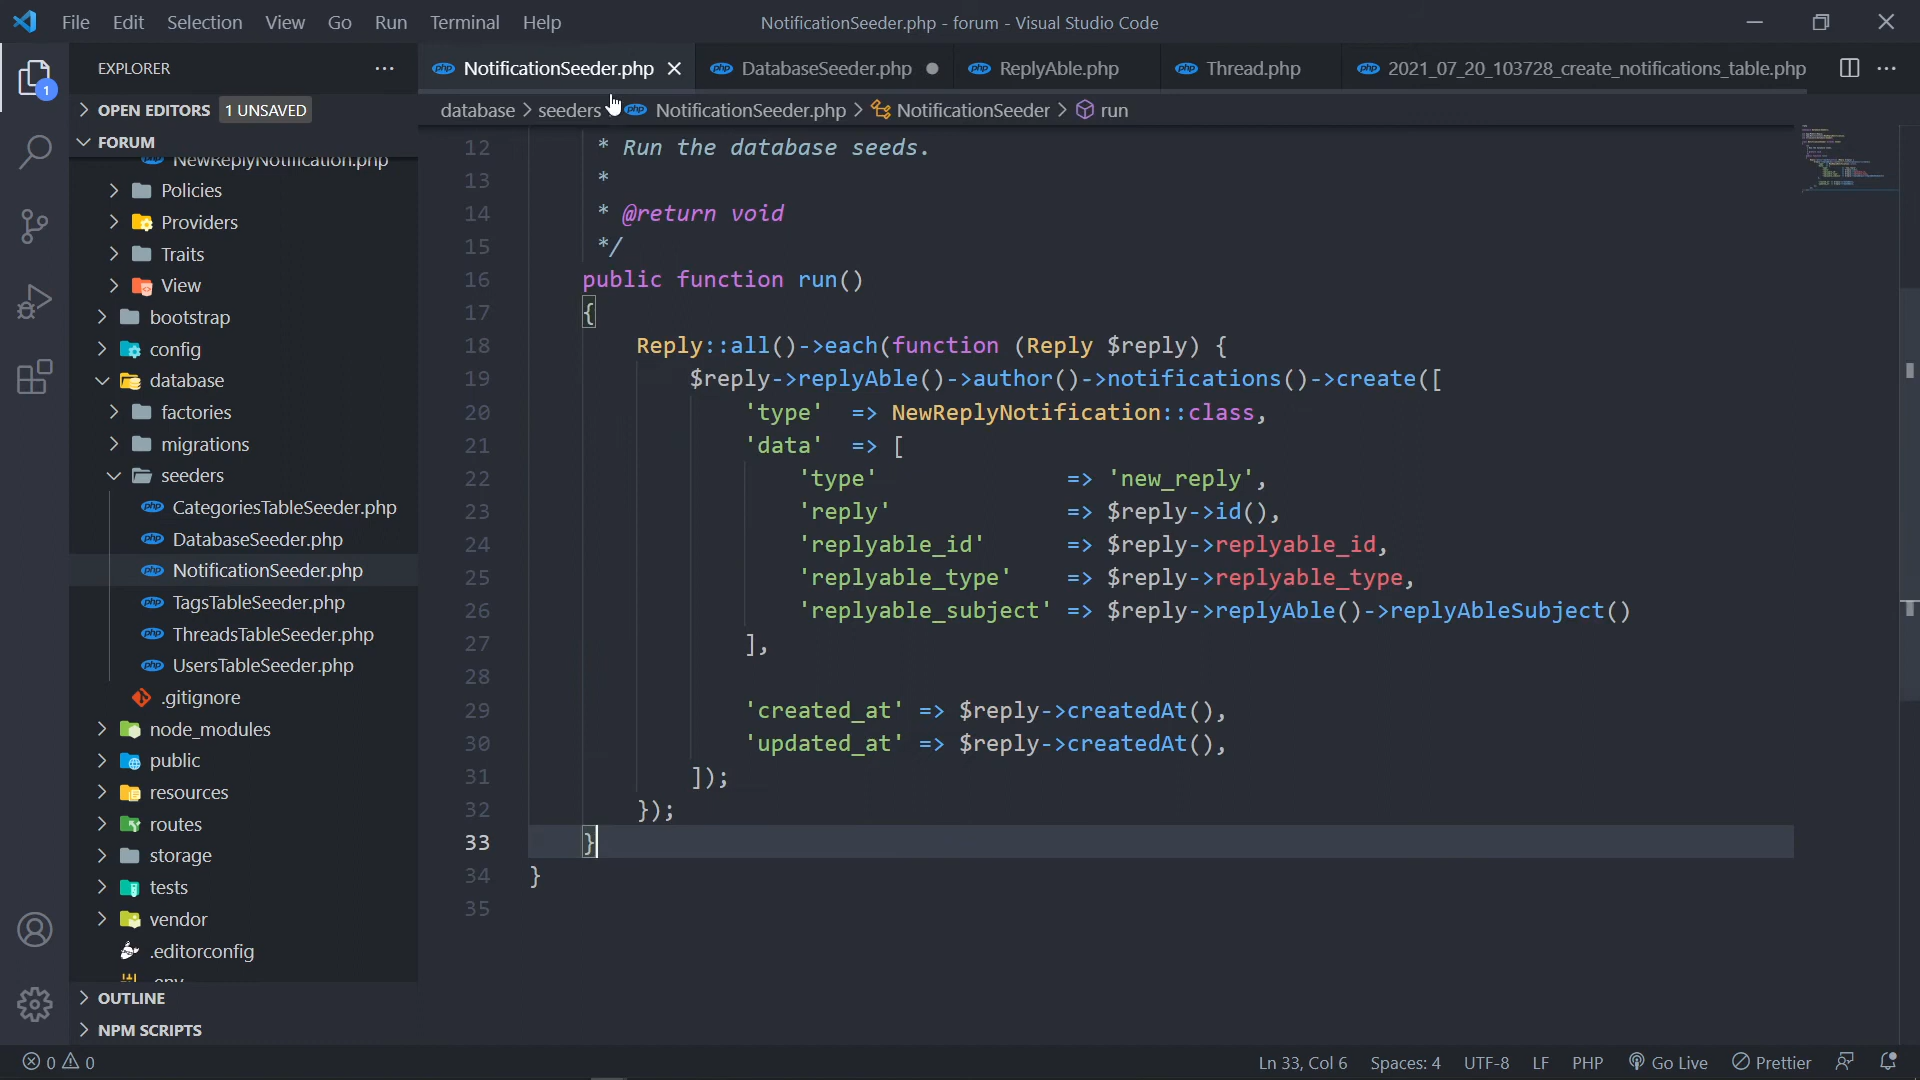 File Edit Selection View Go Run Terminal Help
NotificationSeeder.php - forum - Visual Studio Code
EXPLORER
NotificationSeeder.php
DatabaseSeeder.php
ReplyAble.php
Thread.php
2021_07_20_103728_create_notifications_table.php
1
OPEN EDITORS 1 UNSAVED
database > seeders > NotificationSeeder.php > NotificationSeeder > run
FORUM
NewReplyNotification.php
Policies
Providers
Traits
View
bootstrap
config
database
factories
migrations
seeders
CategoriesTableSeeder.php
DatabaseSeeder.php
NotificationSeeder.php
TagsTableSeeder.php
ThreadsTableSeeder.php
UsersTableSeeder.php
.gitignore
node_modules
public
resources
routes
storage
tests
vendor
.editorconfig
.env
OUTLINE
NPM SCRIPTS
12 * Run the database seeds.
13 *
14 * @return void
15 */
16 public function run()
17 {
18 Reply::all()->each(function (Reply $reply) {
19 $reply->replyAble()->author()->notifications()->create([
20 'type' => NewReplyNotification::class,
21 'data' => [
22 'type' => 'new_reply',
23 'reply' => $reply->id(),
24 'replyable_id' => $reply->replyable_id,
25 'replyable_type' => $reply->replyable_type,
26 'replyable_subject' => $reply->replyAble()->replyAbleSubject()
27 ],
28
29 'created_at' => $reply->createdAt(),
30 'updated_at' => $reply->createdAt(),
31 ]);
32 });
33 }
34 }
35
0 0
Ln 33, Col 6 Spaces: 4 UTF-8 LF PHP Go Live Prettier